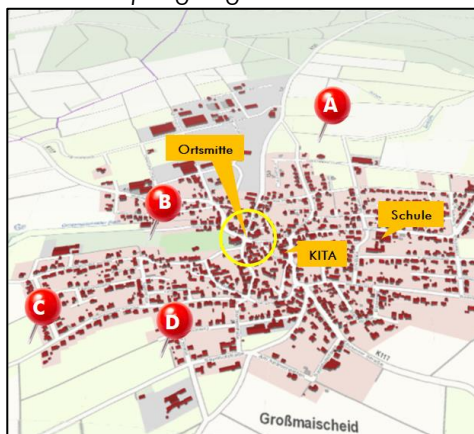 A
Ortsmitte
B
Schule
KITA
C
D
K117
Großmaischeid